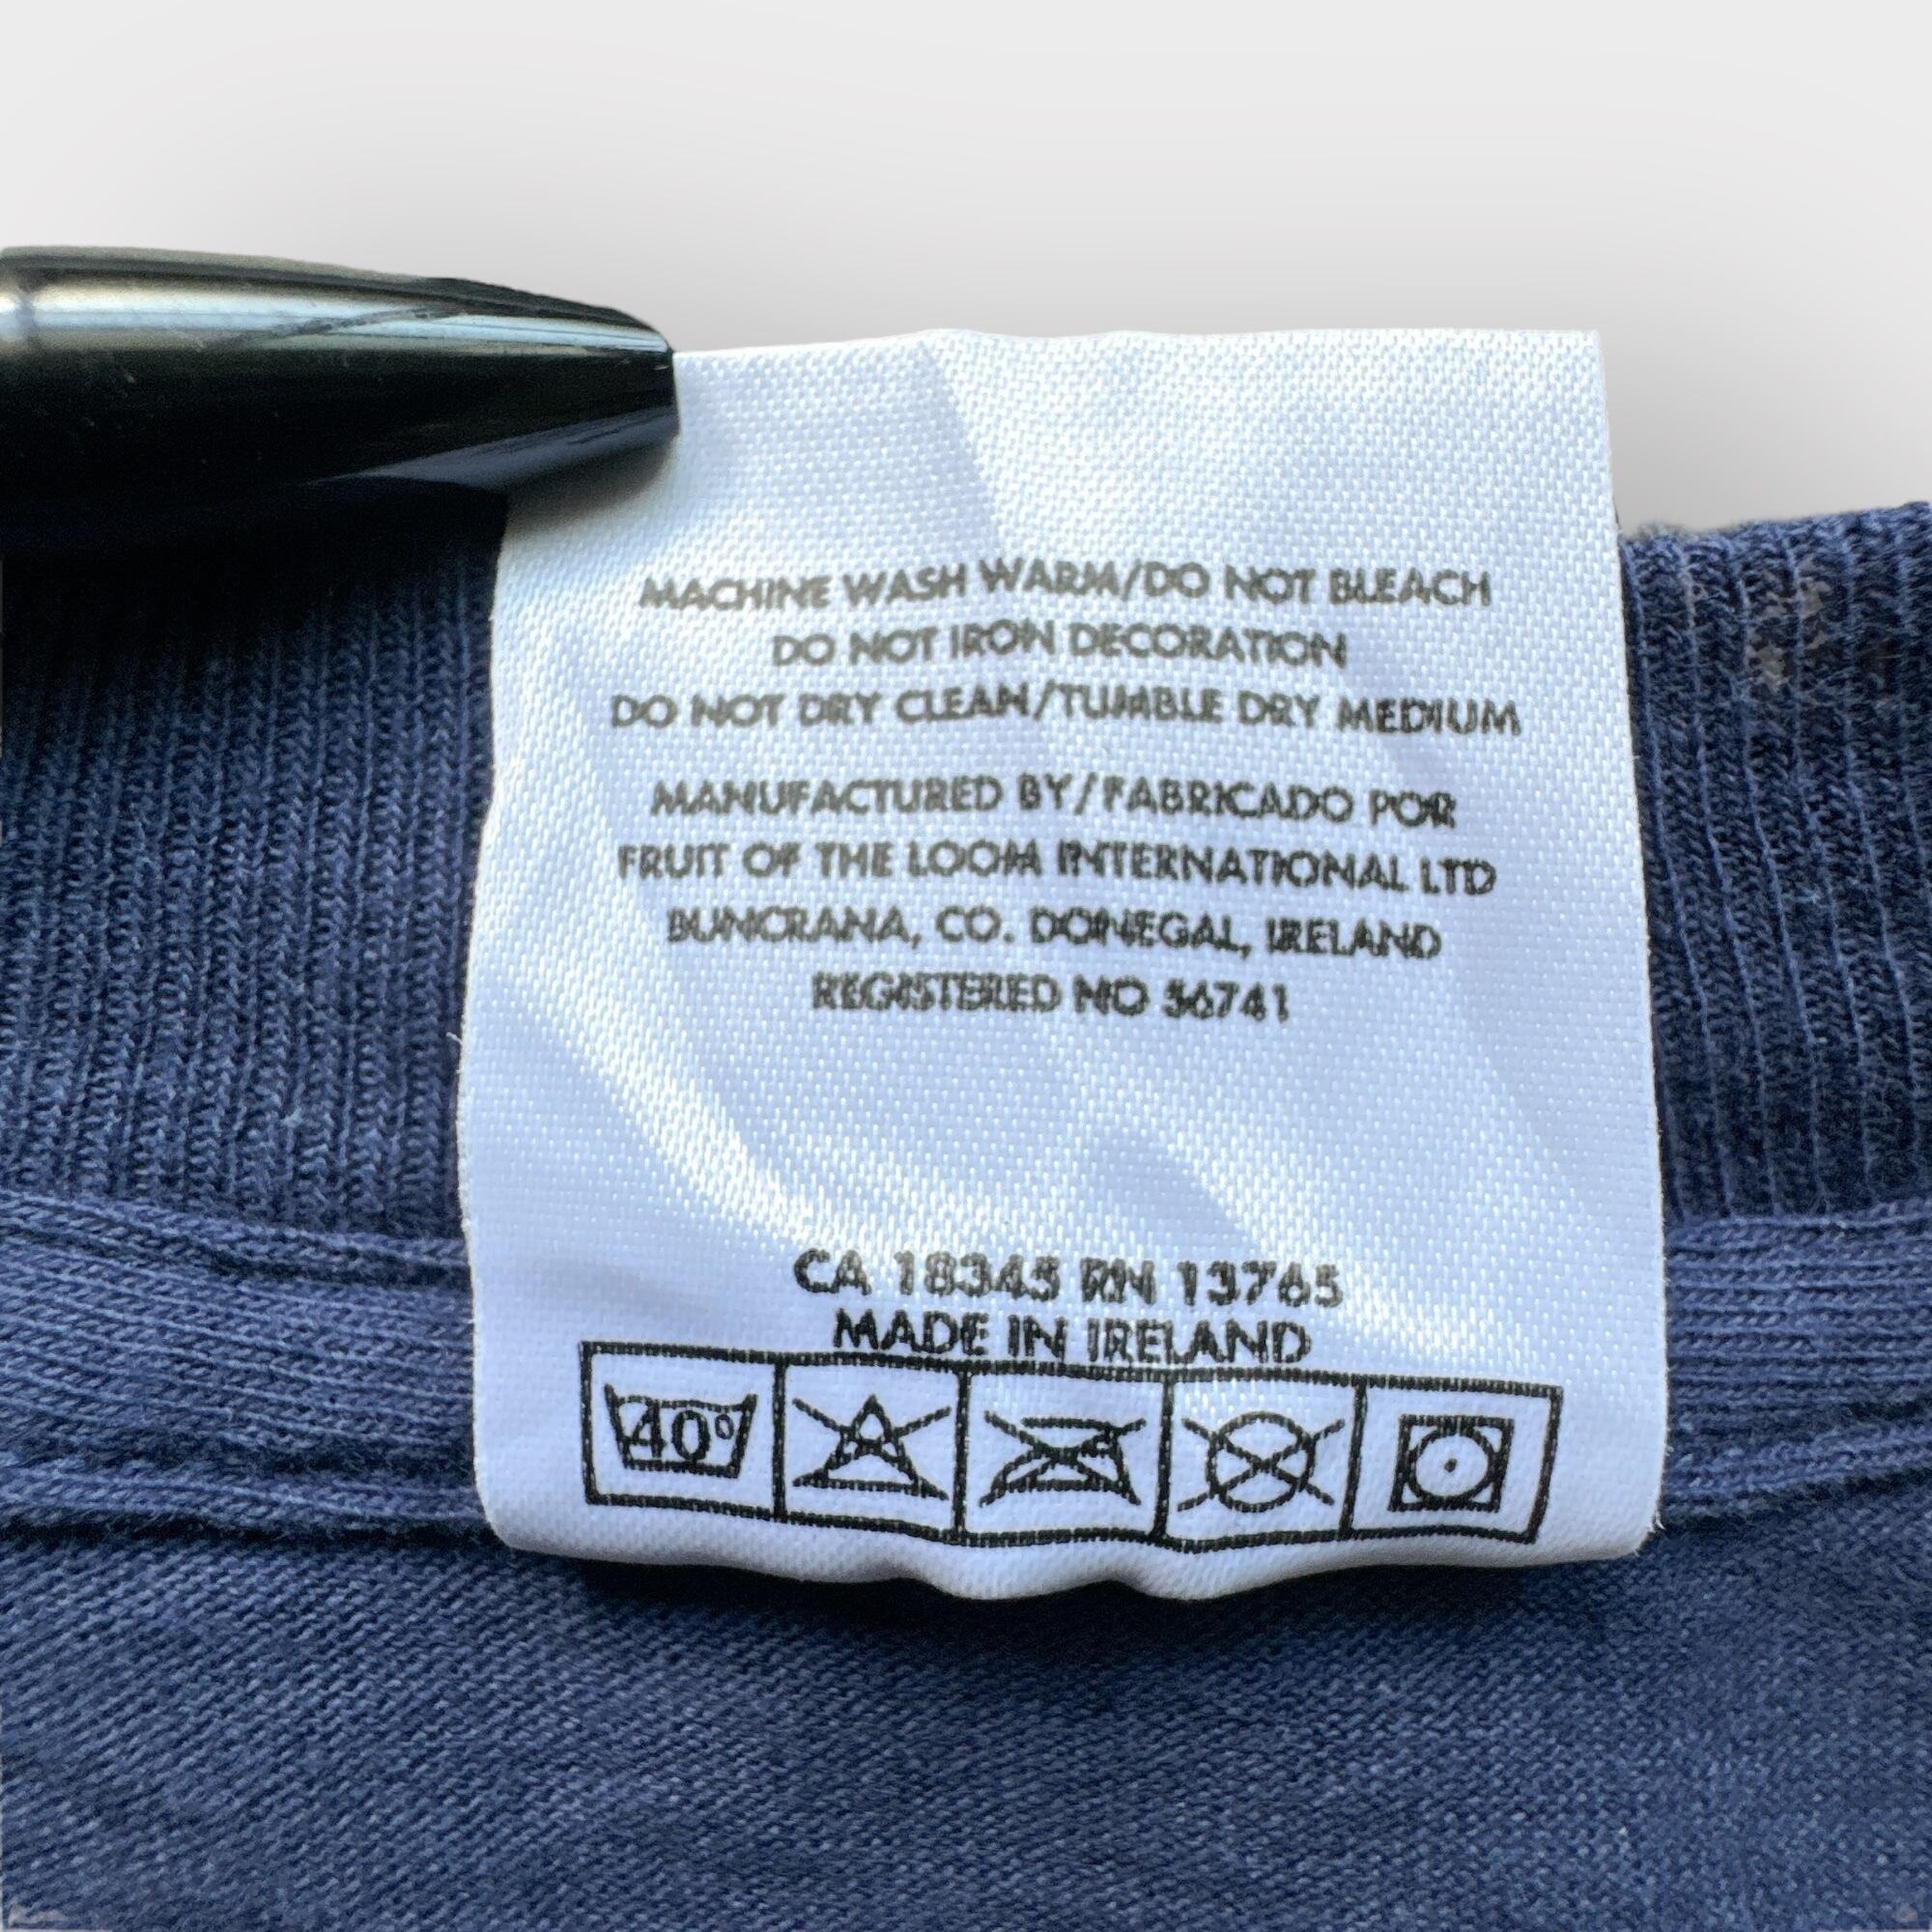 MACHINE WASH WARM/DO NOT BLEACH
DO NOT IRON DECORATION
DO NOT DRY CLEAN/TUMBLE DRY MEDIUM
MANUFACTURED BY/FABRICADO POR
FRUIT OF THE LOOM INTERNATIONAL LTD
BUNCRANA, CO. DONEGAL, IRELAND
REGISTERED NO 56741
CA 18345 RN 13765
MADE IN IRELAND
40°